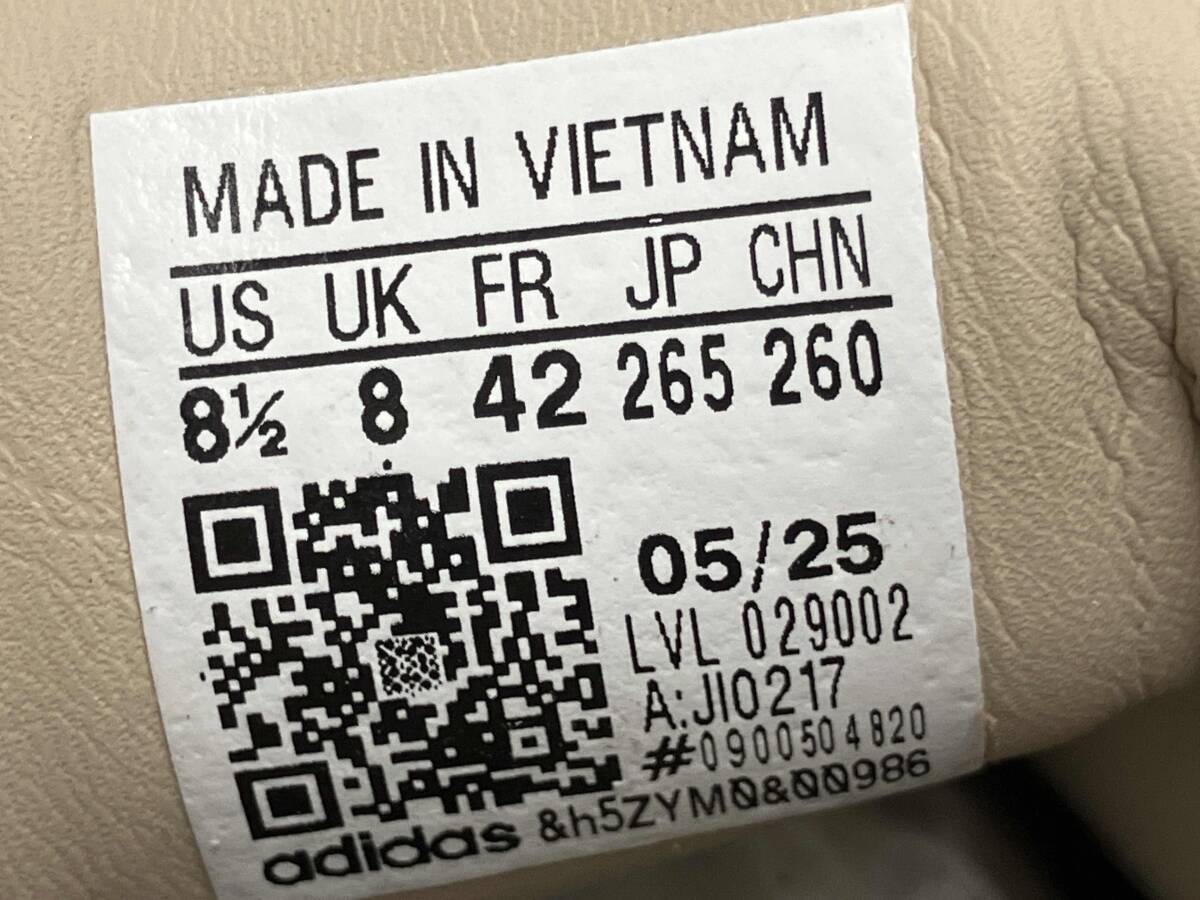 MADE IN VIETNAM
US UK FR JP CHN
8½ 8 42 265 260
05/25
LVL 029002
A:JI0217
#0900504820
adidas &h5ZYM0&00986